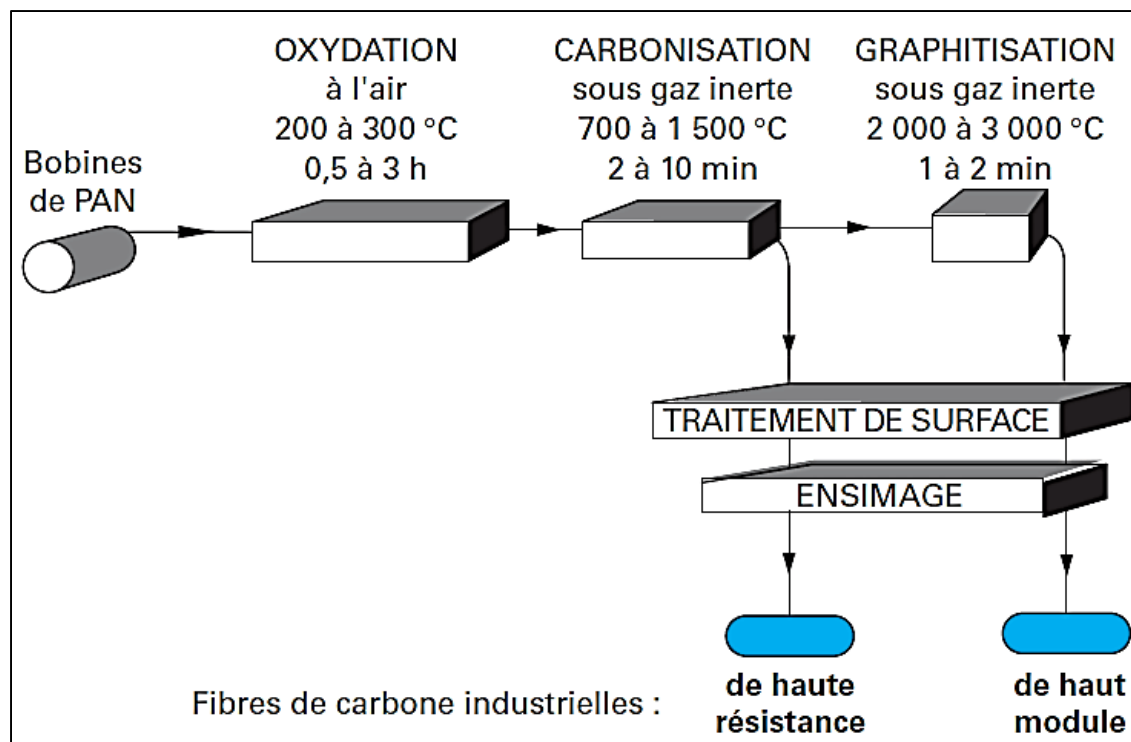 OXYDATION
à l'air
200 à 300 °C
0,5 à 3 h
CARBONISATION
sous gaz inerte
700 à 1 500 °C
2 à 10 min
GRAPHITISATION
sous gaz inerte
2 000 à 3 000 °C
1 à 2 min
Bobines
de PAN
TRAITEMENT DE SURFACE
ENSIMAGE
Fibres de carbone industrielles :
de haute
résistance
de haut
module